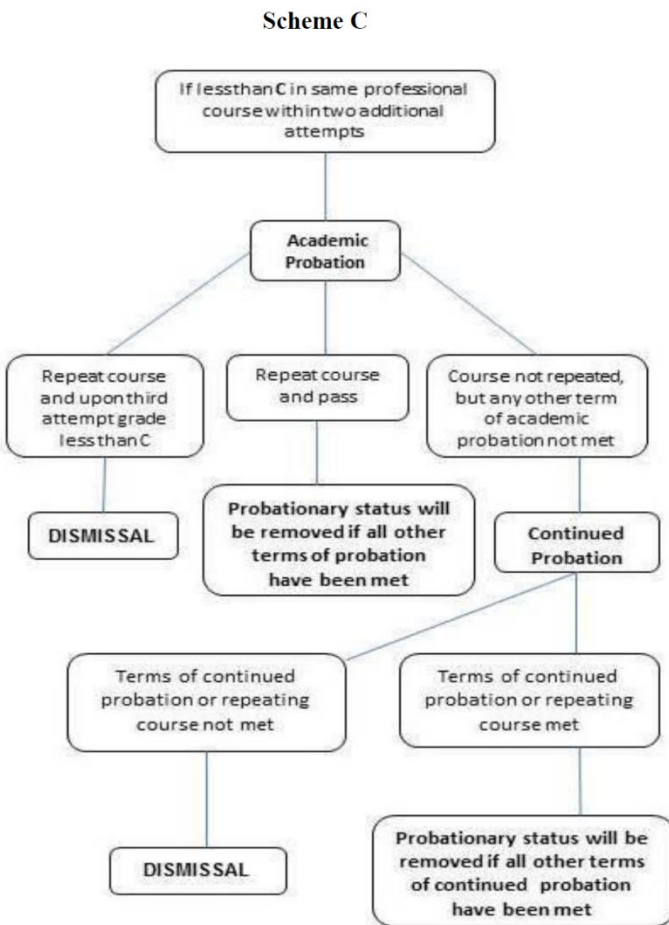 Scheme C
If lessthan C in same professional
course within two additional
attempts
Academic
Probation
Repeat course
and upon third
attempt grade
less than C
Repeat course
and pass
Course not repeated,
but any other term
of academic
probation not met
DISMISSAL
Probationary status will
be removed if all other
terms of probation
have been met
Continued
Probation
Terms of continued
probation or repeating
course not met
Terms of continued
probation or repeating
course met
DISMISSAL
Probationary status will be
removed if all other terms
of continued probation
have been met